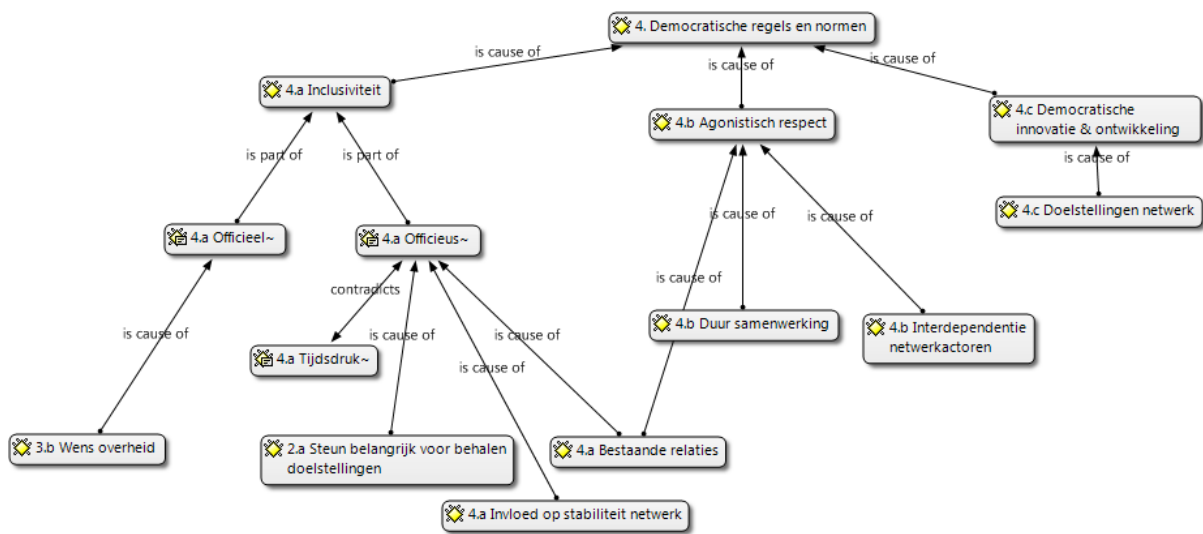 4. Democratische regels en normen
is cause of
is cause of
is cause of
4.a Inclusiviteit
4.b Agonistisch respect
4.c Democratische
innovatie & ontwikkeling
is part of
is part of
is cause of
4.c Doelstellingen netwerk
4.a Officieel~
4.a Officieus~
is cause of
is cause of
contradicts
is cause of
4.b Duur samenwerking
4.b Interdependentie
netwerkactoren
is cause of
is cause of
is cause of
4.a Tijdsdruk~
is cause of
3.b Wens overheid
2.a Steun belangrijk voor behalen
doelstellingen
4.a Bestaande relaties
4.a Invloed op stabiliteit netwerk